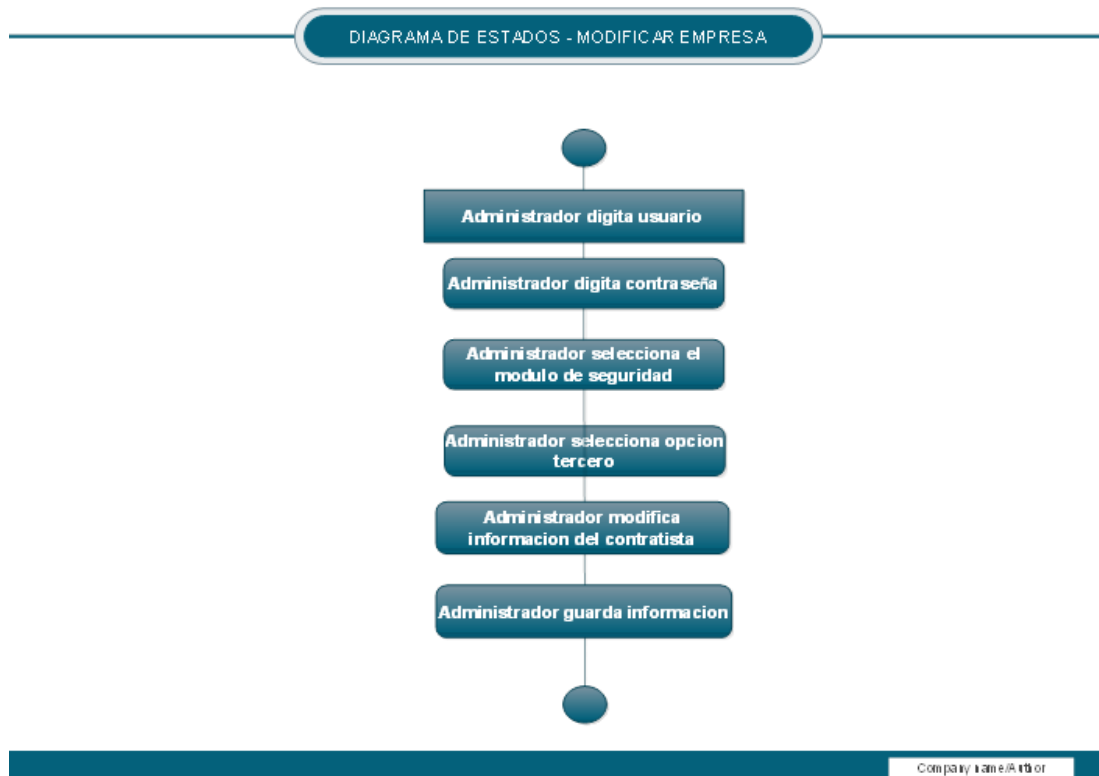 DIAGRAMA DE ESTADOS - MODIFICAR EMPRESA
Administrador digita usuario
Administrador digita contraseña
Administrador selecciona el
modulo de seguridad
Administrador selecciona opcion
tercero
Administrador modifica
informacion del contratista
Administrador guarda informacion
Company name/Author